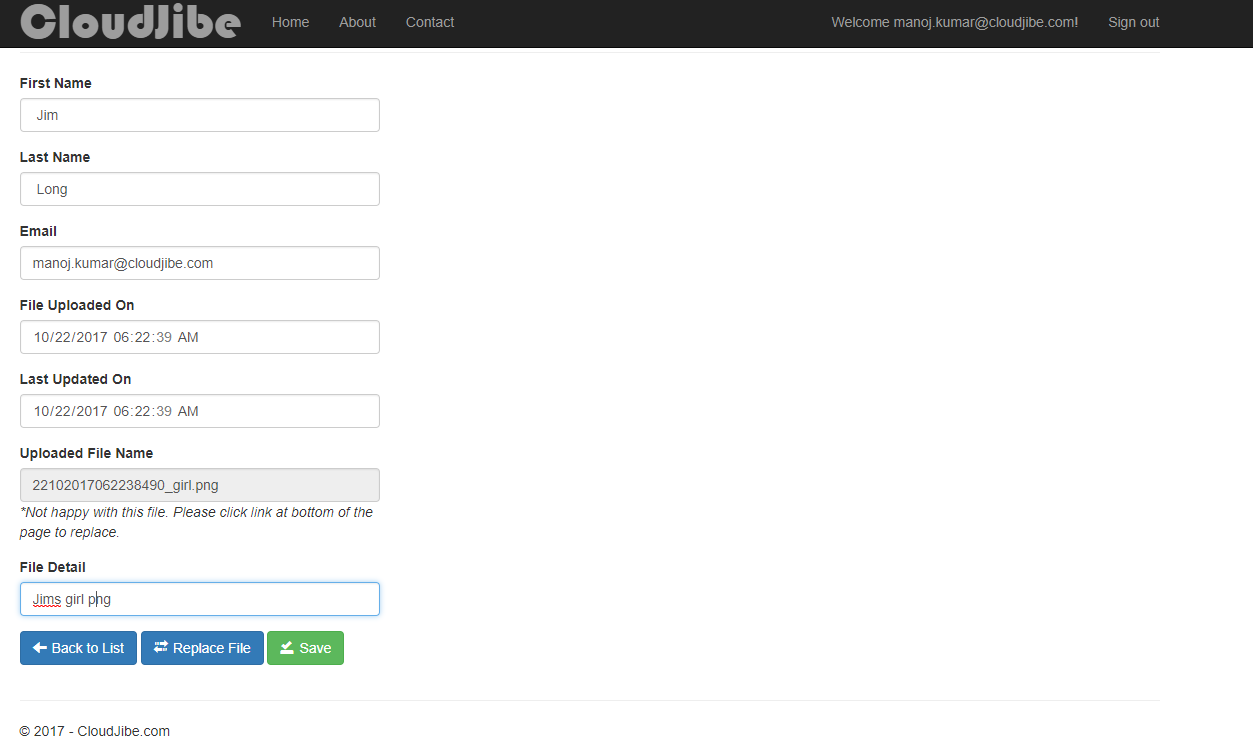 CloudJibe Home About Contact Welcome manoj.kumar@cloudjibe.com! Sign out
First Name
Jim
Last Name
Long
Email
manoj.kumar@cloudjibe.com
File Uploaded On
10/22/2017 06:22:39 AM
Last Updated On
10/22/2017 06:22:39 AM
Uploaded File Name
22102017062238490_girl.png
*Not happy with this file. Please click link at bottom of the
page to replace.
File Detail
Jims girl png
Back to List Replace File Save
© 2017 - CloudJibe.com